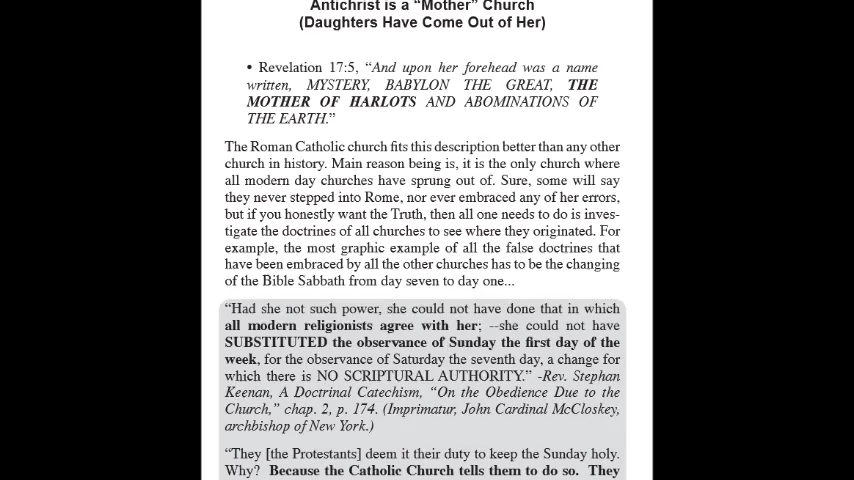 Antichrist is a “Mother” Church
(Daughters Have Come Out of Her)
• Revelation 17:5, “And upon her forehead was a name
written, MYSTERY, BABYLON THE GREAT, THE
MOTHER OF HARLOTS AND ABOMINATIONS OF
THE EARTH.”
The Roman Catholic church fits this description better than any other
church in history. Main reason being is, it is the only church where
all modern day churches have sprung out of. Sure, some will say
they never stepped into Rome, nor ever embraced any of her errors,
but if you honestly want the Truth, then all one needs to do is inves-
tigate the doctrines of all churches to see where they originated. For
example, the most graphic example of all the false doctrines that
have been embraced by all the other churches has to be the changing
of the Bible Sabbath from day seven to day one...
“Had she not such power, she could not have done that in which
all modern religionists agree with her; --she could not have
SUBSTITUTED the observance of Sunday the first day of the
week, for the observance of Saturday the seventh day, a change for
which there is NO SCRIPTURAL AUTHORITY.” -Rev. Stephan
Keenan, A Doctrinal Catechism, “On the Obedience Due to the
Church,” chap. 2, p. 174. (Imprimatur, John Cardinal McCloskey,
archbishop of New York.)
“They [the Protestants] deem it their duty to keep the Sunday holy.
Why? Because the Catholic Church tells them to do so. They